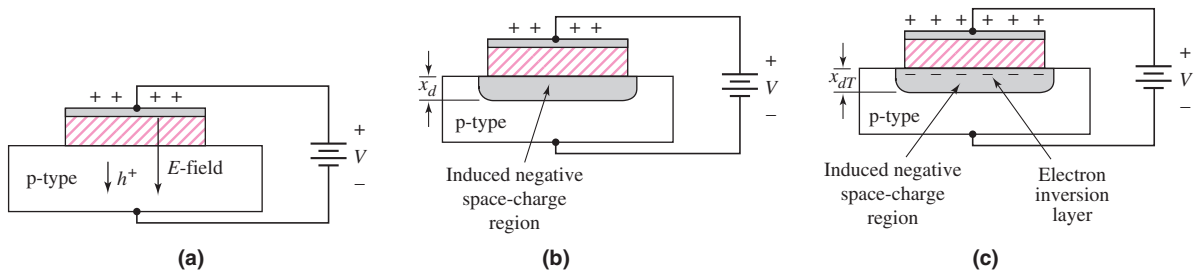 + + + +
+
V
–
p-type
h+
E-field
(a)
+ + + +
xd
p-type
+
V
–
Induced negative
space-charge
region
(b)
+ + + + + +
– – – – – –
xdT
p-type
+
V
–
Induced negative
space-charge
region
Electron
inversion
layer
(c)